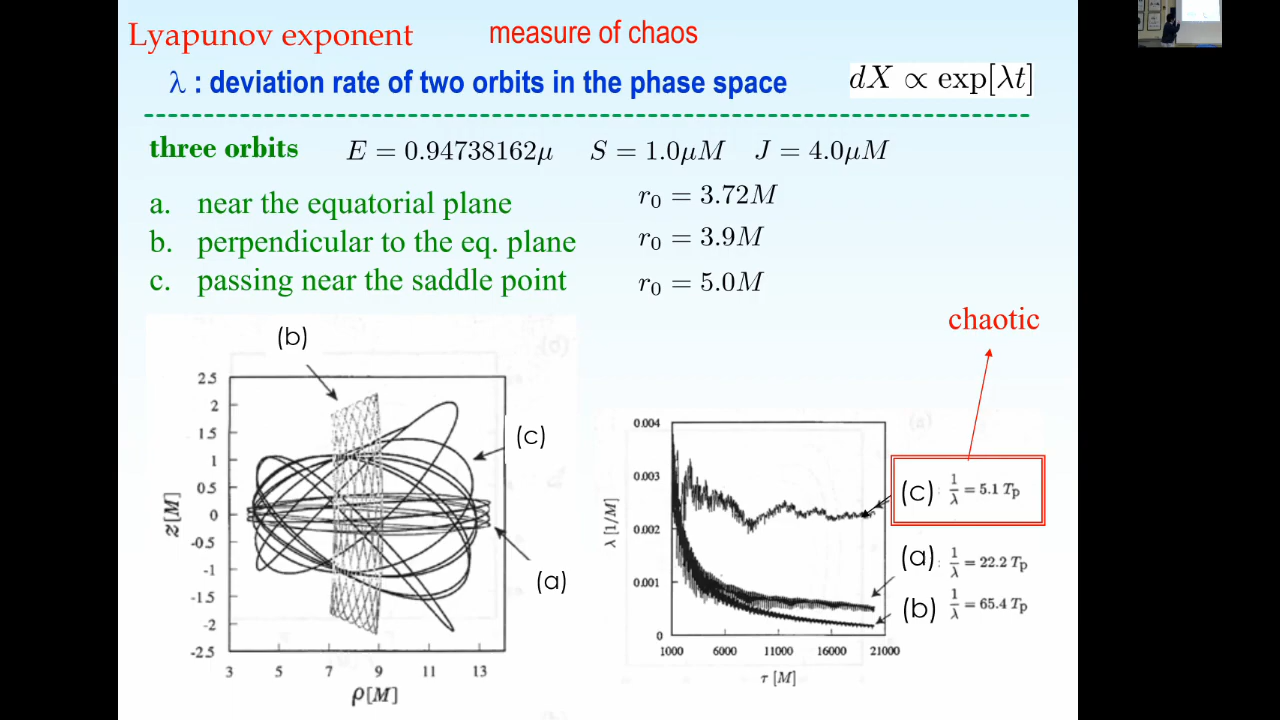 Lyapunov exponent measure of chaos
λ : deviation rate of two orbits in the phase space dX ∝ exp[λt]
three orbits E = 0.94738162μ S = 1.0μM J = 4.0μM
a. near the equatorial plane r₀ = 3.72M
b. perpendicular to the eq. plane r₀ = 3.9M
c. passing near the saddle point r₀ = 5.0M
chaotic
(b)
(c)
(a)
2.5
2
1.5
1
0.5
0
-0.5
-1
-1.5
-2
-2.5
z[M]
3 5 7 9 11 13
ρ[M]
0.004
0.003
0.002
0.001
0
λ [1/M]
1000 6000 11000 16000 21000
τ [M]
(c) : 1/λ = 5.1 Tp
(a) : 1/λ = 22.2 Tp
(b) 1/λ = 65.4 Tp